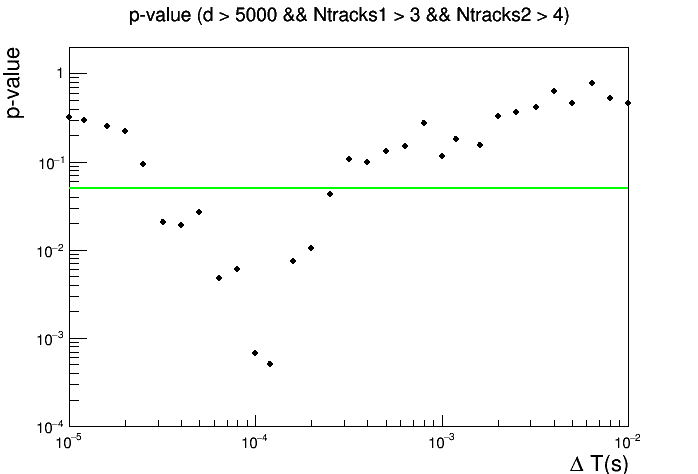 p-value (d > 5000 && Ntracks1 > 3 && Ntracks2 > 4)
p-value
1
10⁻¹
10⁻²
10⁻³
10⁻⁴
10⁻⁵ 10⁻⁴ 10⁻³ 10⁻²
Δ T(s)